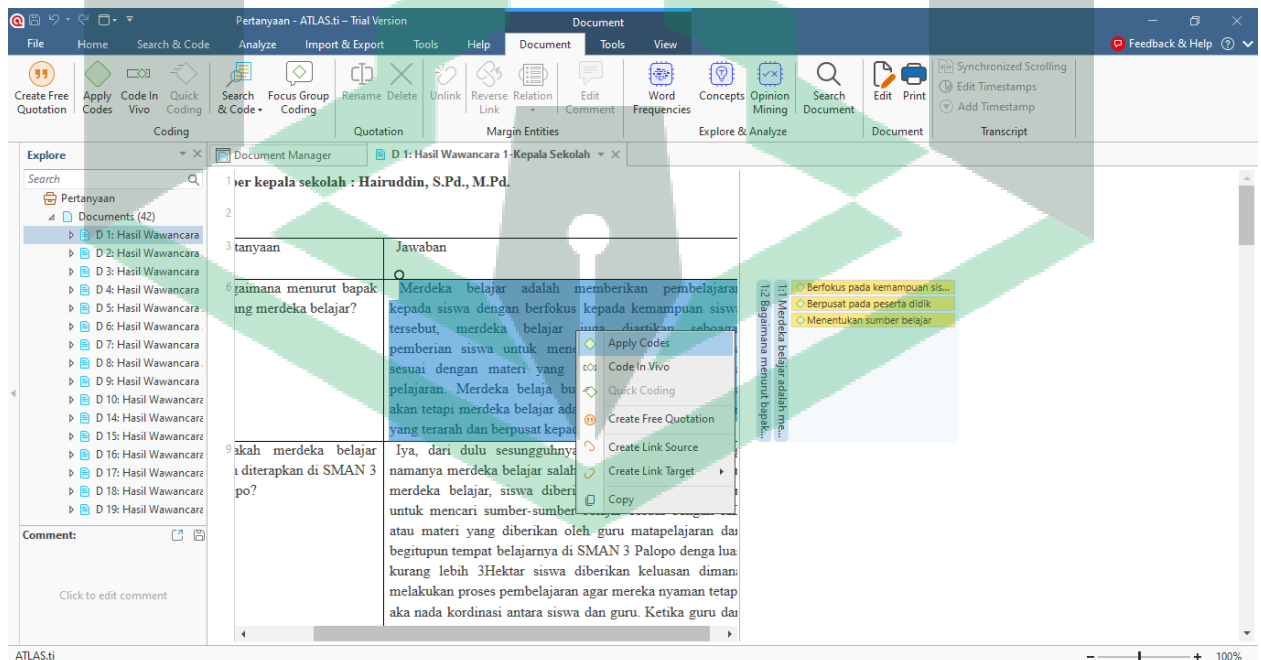 Pertanyaan - ATLAS.ti – Trial Version
Document
File Home Search & Code Analyze Import & Export Tools Help Document Tools View
Feedback & Help
Create Free Quotation
Apply Codes
Code In Vivo
Quick Coding
Search & Code
Focus Group Coding
Rename
Delete
Unlink
Reverse Link
Relation
Edit Comment
Word Frequencies
Concepts
Opinion Mining
Search Document
Edit
Print
Synchronized Scrolling
Edit Timestamps
Add Timestamp
Coding
Quotation
Margin Entities
Explore & Analyze
Document
Transcript
Explore
Document Manager
D 1: Hasil Wawancara 1-Kepala Sekolah
Search
Pertanyaan
Documents (42)
D 1: Hasil Wawancara
D 2: Hasil Wawancara
D 3: Hasil Wawancara
D 4: Hasil Wawancara
D 5: Hasil Wawancara
D 6: Hasil Wawancara
D 7: Hasil Wawancara
D 8: Hasil Wawancara
D 9: Hasil Wawancara
D 10: Hasil Wawancara
D 14: Hasil Wawancara
D 15: Hasil Wawancara
D 16: Hasil Wawancara
D 17: Hasil Wawancara
D 18: Hasil Wawancara
D 19: Hasil Wawancara
Comment:
Click to edit comment
1 ber kepala sekolah : Hairuddin, S.Pd., M.Pd.
2
3 tanyaan
Jawaban
6 gaimana menurut bapak
ang merdeka belajar?
Merdeka belajar adalah memberikan pembelajaran
kepada siswa dengan berfokus kepada kemampuan siswa
tersebut, merdeka belajar juga diartikan seboaga
pemberian siswa untuk
sesuai dengan materi yang
pelajaran. Merdeka belaja
akan tetapi merdeka belajar
yang terarah dan berpusat
9 akah merdeka belajar
diterapkan di SMAN 3
po?
Iya, dari dulu sesungguhnya
namanya merdeka belajar salah
merdeka belajar, siswa
untuk mencari sumber-sumber
atau materi yang diberikan oleh guru matapelajaran dan
begitupun tempat belajarnya di SMAN 3 Palopo denga
kurang lebih 3Hektar siswa diberikan keluasan
melakukan proses pembelajaran agar mereka nyaman tetap
aka nada kordinasi antara siswa dan guru. Ketika guru
Apply Codes
Code In Vivo
Quick Coding
Create Free Quotation
Create Link Source
Create Link Target
Copy
1:2 Bagaimana menurut bapak...
1:1 Merdeka belajar adalah me...
Berfokus pada kemampuan sis...
Berpusat pada peserta didik
Menentukan sumber belajar
ATLAS.ti
100%